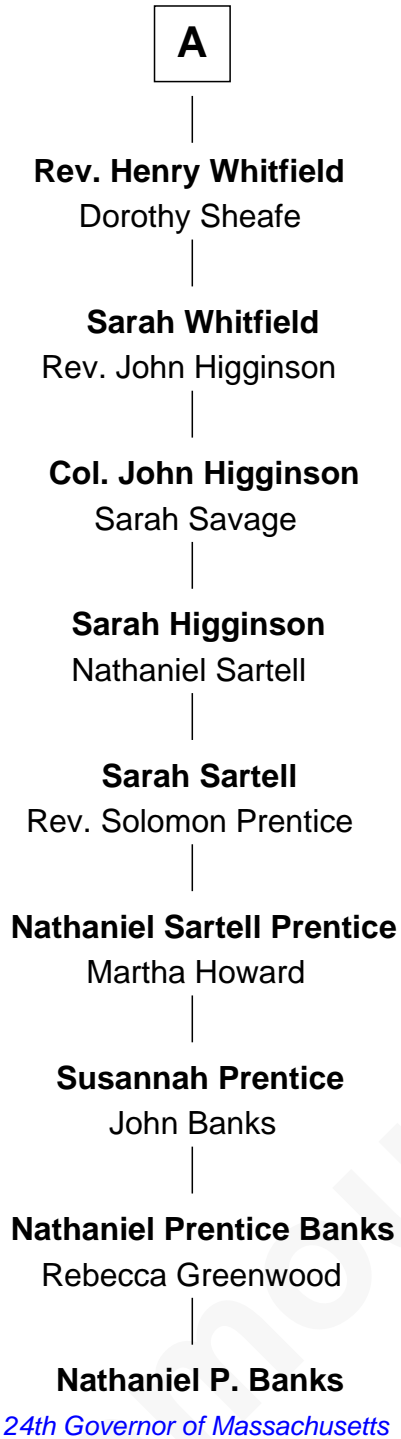 A
Rev. Henry Whitfield
Dorothy Sheafe
Sarah Whitfield
Rev. John Higginson
Col. John Higginson
Sarah Savage
Sarah Higginson
Nathaniel Sartell
Sarah Sartell
Rev. Solomon Prentice
Nathaniel Sartell Prentice
Martha Howard
Susannah Prentice
John Banks
Nathaniel Prentice Banks
Rebecca Greenwood
Nathaniel P. Banks
24th Governor of Massachusetts